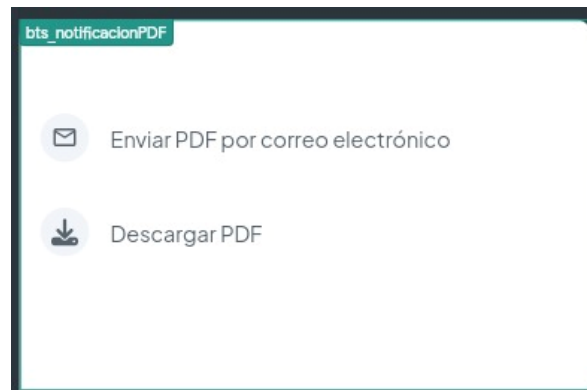 bts_notificacionPDF
Enviar PDF por correo electrónico
Descargar PDF